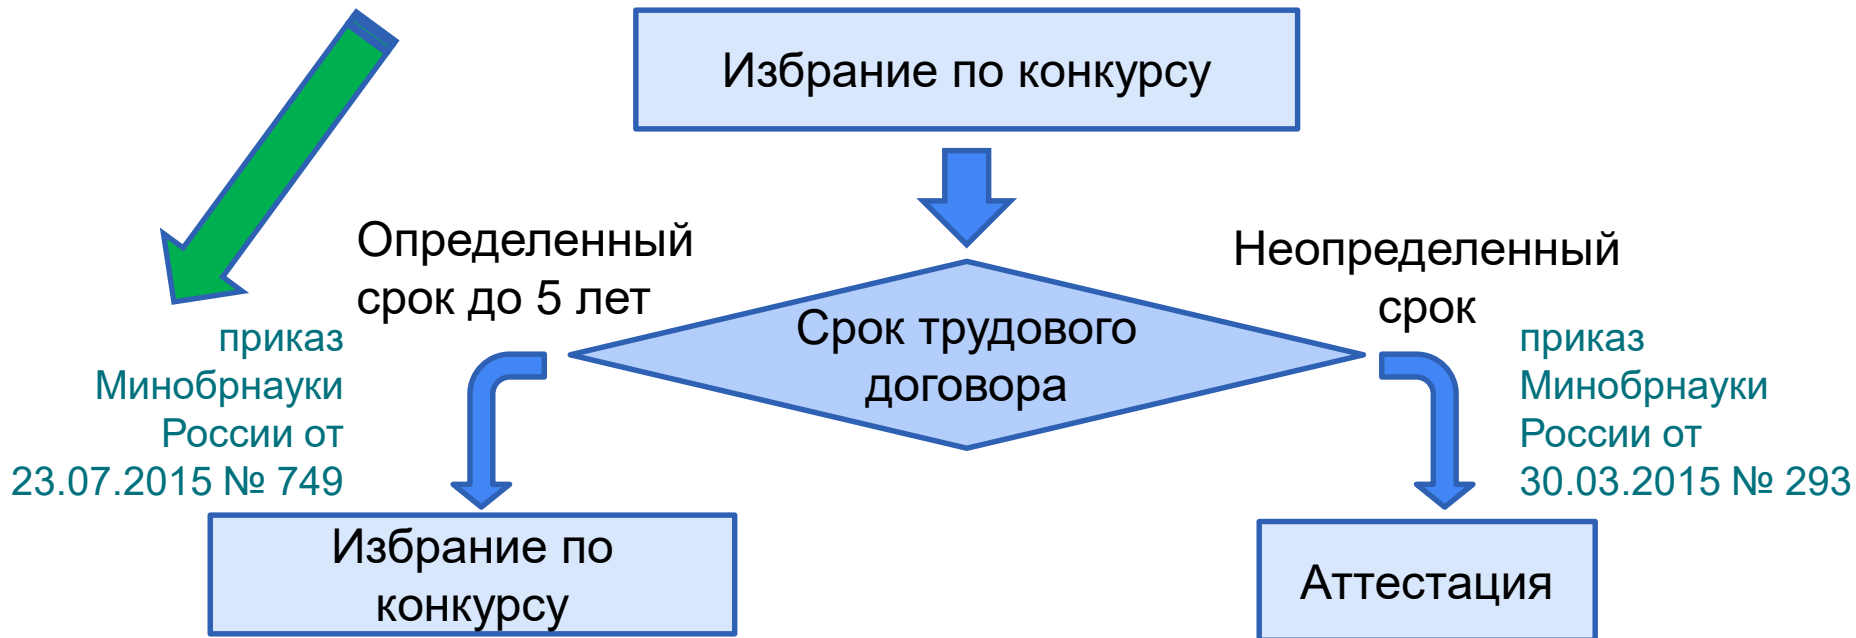 Избрание по конкурсу
Определенный
срок до 5 лет
Неопределенный
срок
Срок трудового
договора
приказ
Минобрнауки
России от
23.07.2015 № 749
приказ
Минобрнауки
России от
30.03.2015 № 293
Избрание по
конкурсу
Аттестация